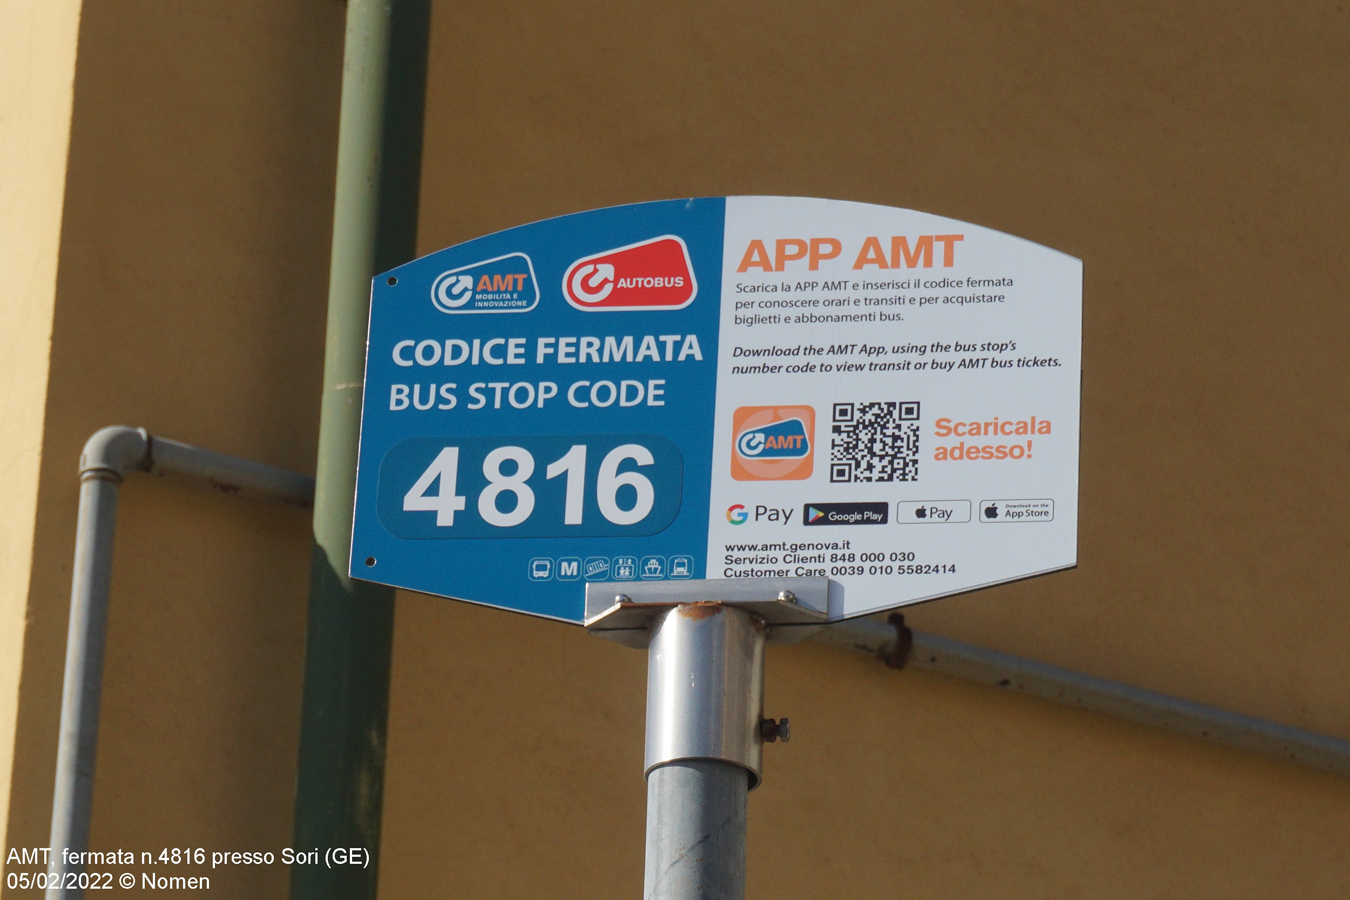 AMT
MOBILITÀ E
INNOVAZIONE
AUTOBUS
CODICE FERMATA
BUS STOP CODE
4816
M
APP AMT
Scarica la APP AMT e inserisci il codice fermata
per conoscere orari e transiti e per acquistare
biglietti e abbonamenti bus.
Download the AMT App, using the bus stop's
number code to view transit or buy AMT bus tickets.
AMT
Scaricala
adesso!
G Pay
Google Play
Pay
Download on the
App Store
www.amt.genova.it
Servizio Clienti 848 000 030
Customer Care 0039 010 5582414
AMT, fermata n.4816 presso Sori (GE)
05/02/2022 © Nomen